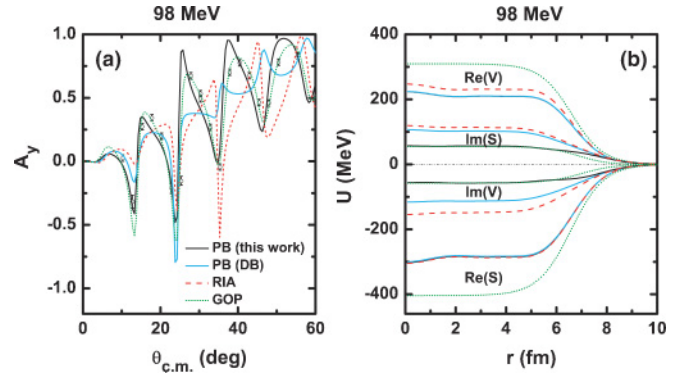 98 MeV
(a)
1.0
0.5
0.0
-0.5
-1.0
A_y
PB (this work)
PB (DB)
RIA
GOP
0 10 20 30 40 50 60
θ_c.m. (deg)
98 MeV
(b)
400
200
0
-200
-400
U (MeV)
Re(V)
Im(S)
Im(V)
Re(S)
0 2 4 6 8 10
r (fm)